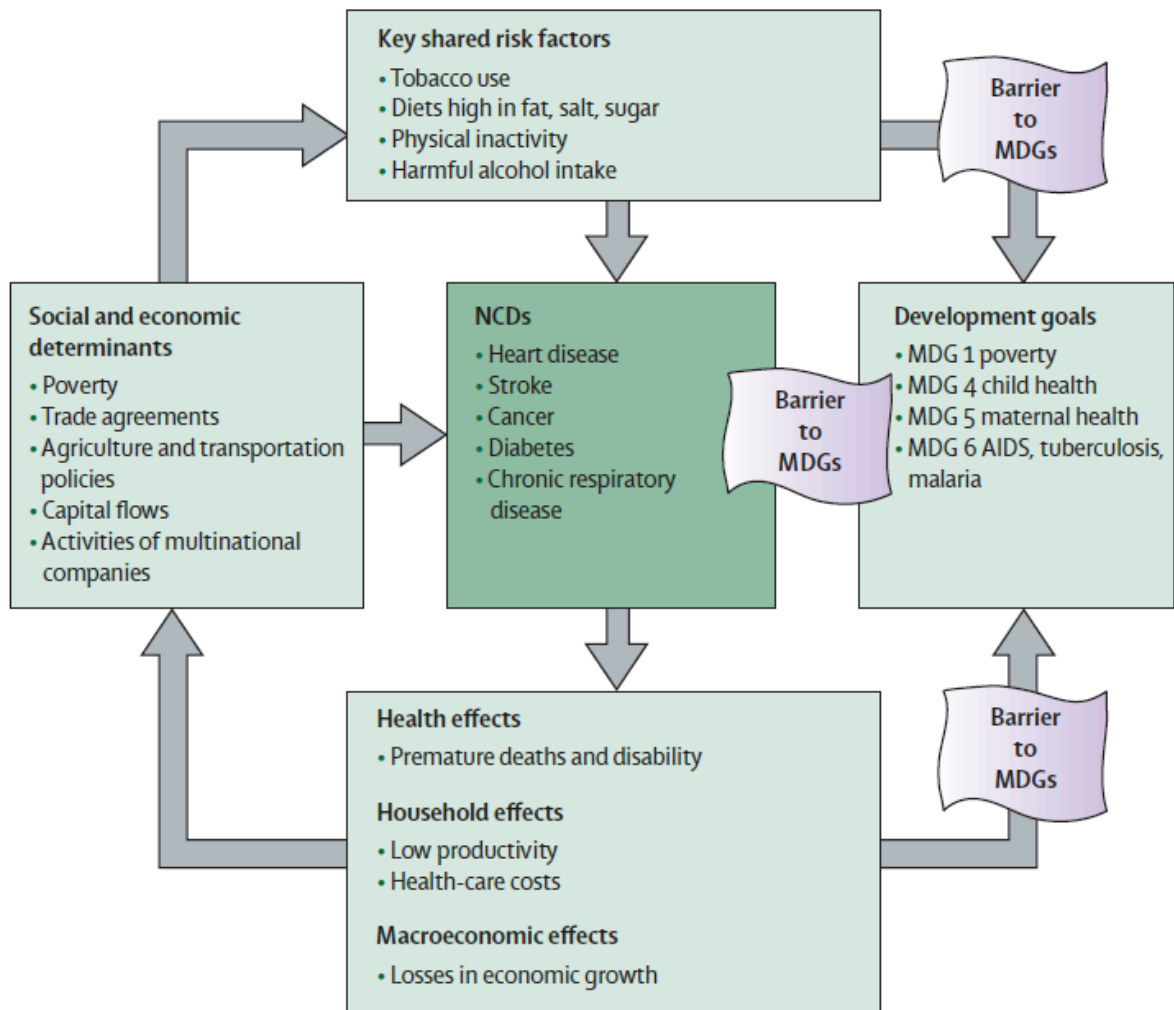 Key shared risk factors
• Tobacco use
• Diets high in fat, salt, sugar
• Physical inactivity
• Harmful alcohol intake
Barrier
to
MDGs
Social and economic
determinants
• Poverty
• Trade agreements
• Agriculture and transportation
policies
• Capital flows
• Activities of multinational
companies
NCDs
• Heart disease
• Stroke
• Cancer
• Diabetes
• Chronic respiratory
disease
Barrier
to
MDGs
Development goals
• MDG 1 poverty
• MDG 4 child health
• MDG 5 maternal health
• MDG 6 AIDS, tuberculosis,
malaria
Health effects
• Premature deaths and disability
Household effects
• Low productivity
• Health-care costs
Macroeconomic effects
• Losses in economic growth
Barrier
to
MDGs